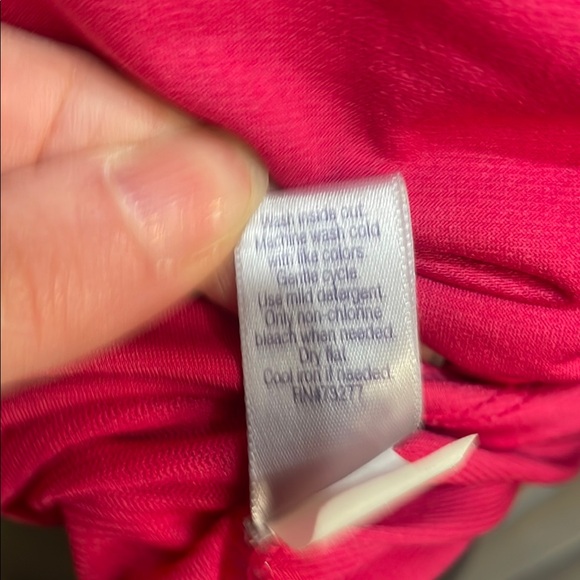 Wash inside out.
Machine wash cold
with like colors.
Gentle cycle.
Use mild detergent.
Only non-chlorine
bleach when needed.
Dry flat.
Cool iron if needed.
RN#73277